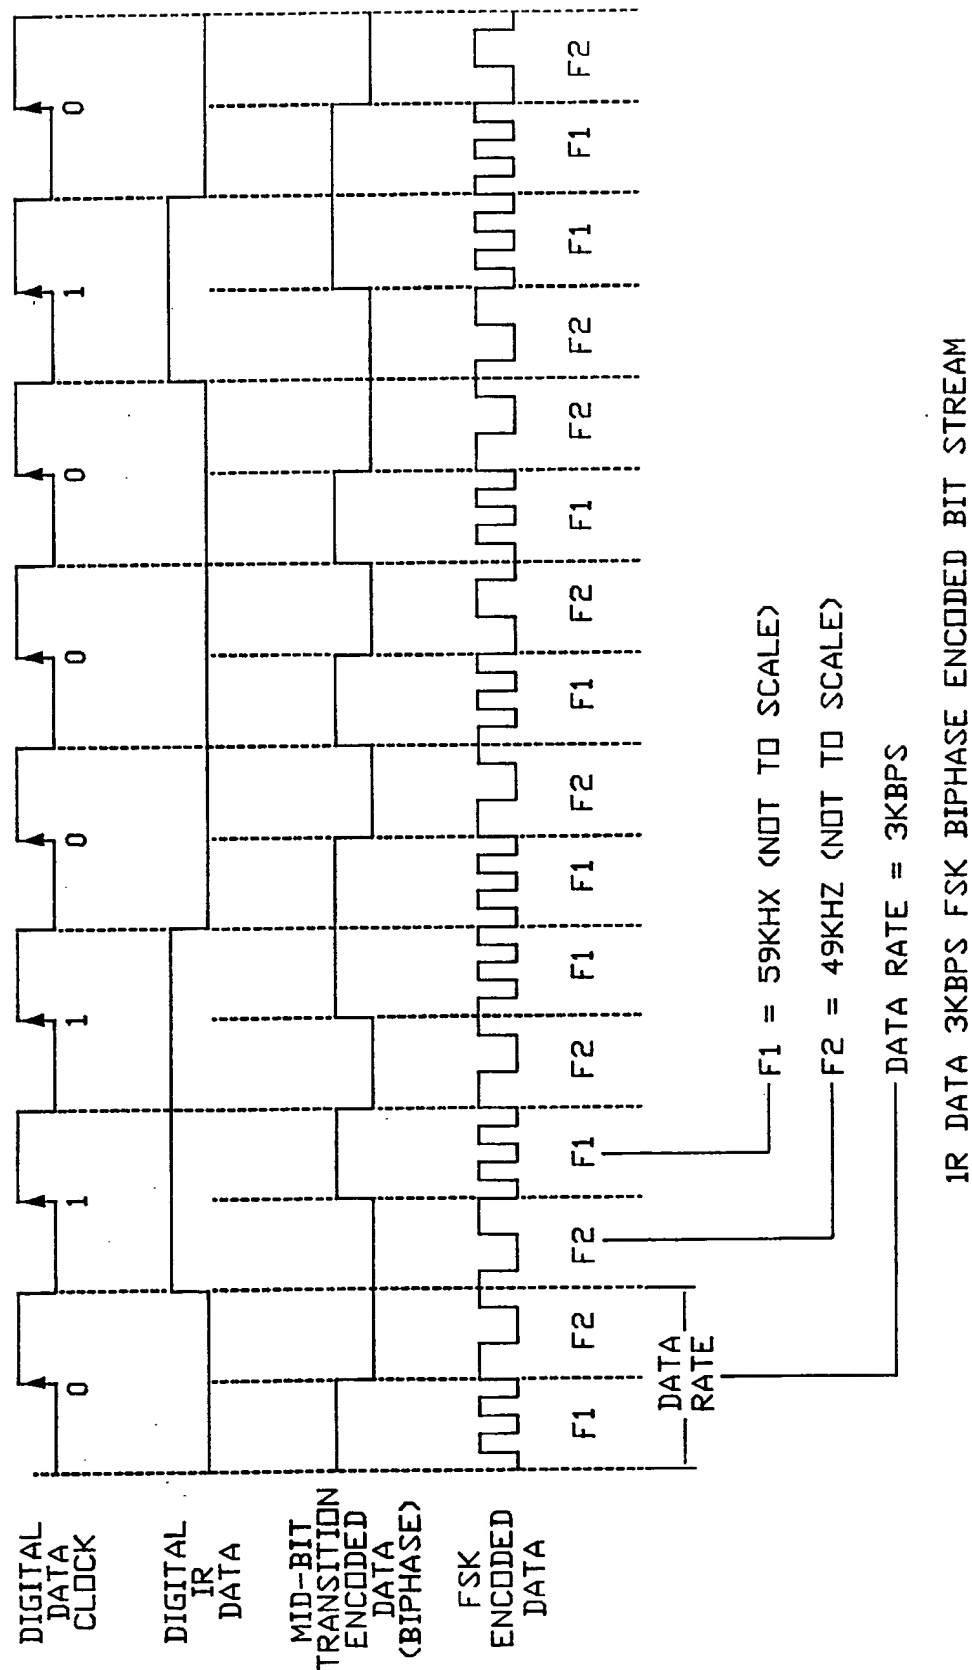 DIGITAL
DATA
CLOCK
0 1 1 0 0 0 1 0
DIGITAL
IR
DATA
MID-BIT
TRANSITION
ENCODED
DATA
(BIPHASE)
FSK
ENCODED
DATA
F1 F2 F2 F1 F2 F1 F1 F2 F1 F2 F1 F2 F2 F1 F1 F2
DATA
RATE
F1 = 59KHX (NOT TO SCALE)
F2 = 49KHZ (NOT TO SCALE)
DATA RATE = 3KBPS
1R DATA 3KBPS FSK BIPHASE ENCODED BIT STREAM